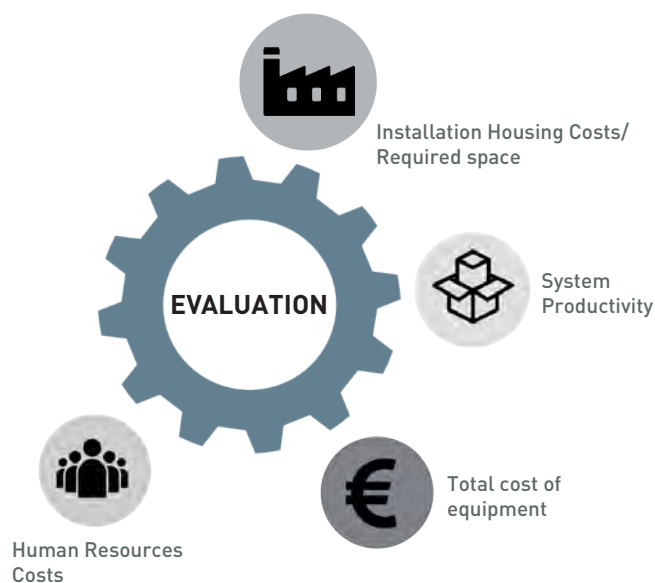 Installation Housing Costs/
Required space
EVALUATION
System
Productivity
Total cost of
equipment
Human Resources
Costs